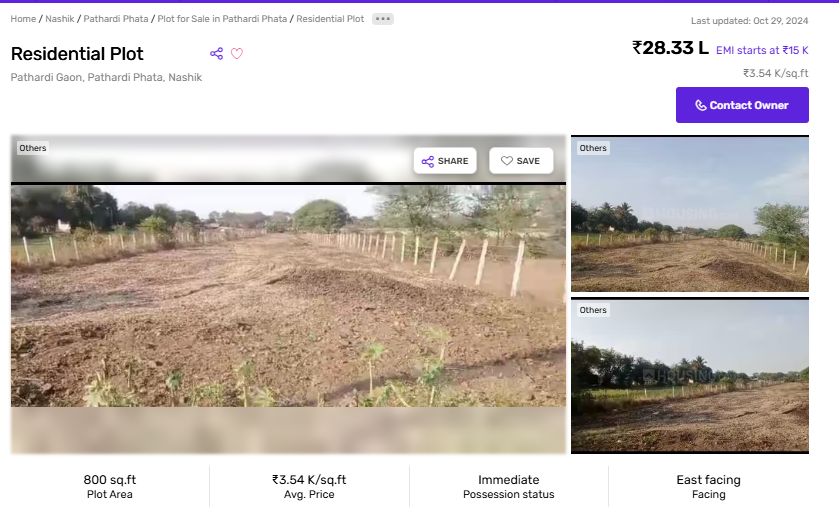 Home / Nashik / Pathardi Phata / Plot for Sale in Pathardi Phata / Residential Plot
Last updated: Oct 29, 2024
Residential Plot
₹28.33 L EMI starts at ₹15 K
Pathardi Gaon, Pathardi Phata, Nashik
₹3.54 K/sq.ft
Contact Owner
Others
SHARE
SAVE
Others
Others
800 sq.ft
Plot Area
₹3.54 K/sq.ft
Avg. Price
Immediate
Possession status
East facing
Facing